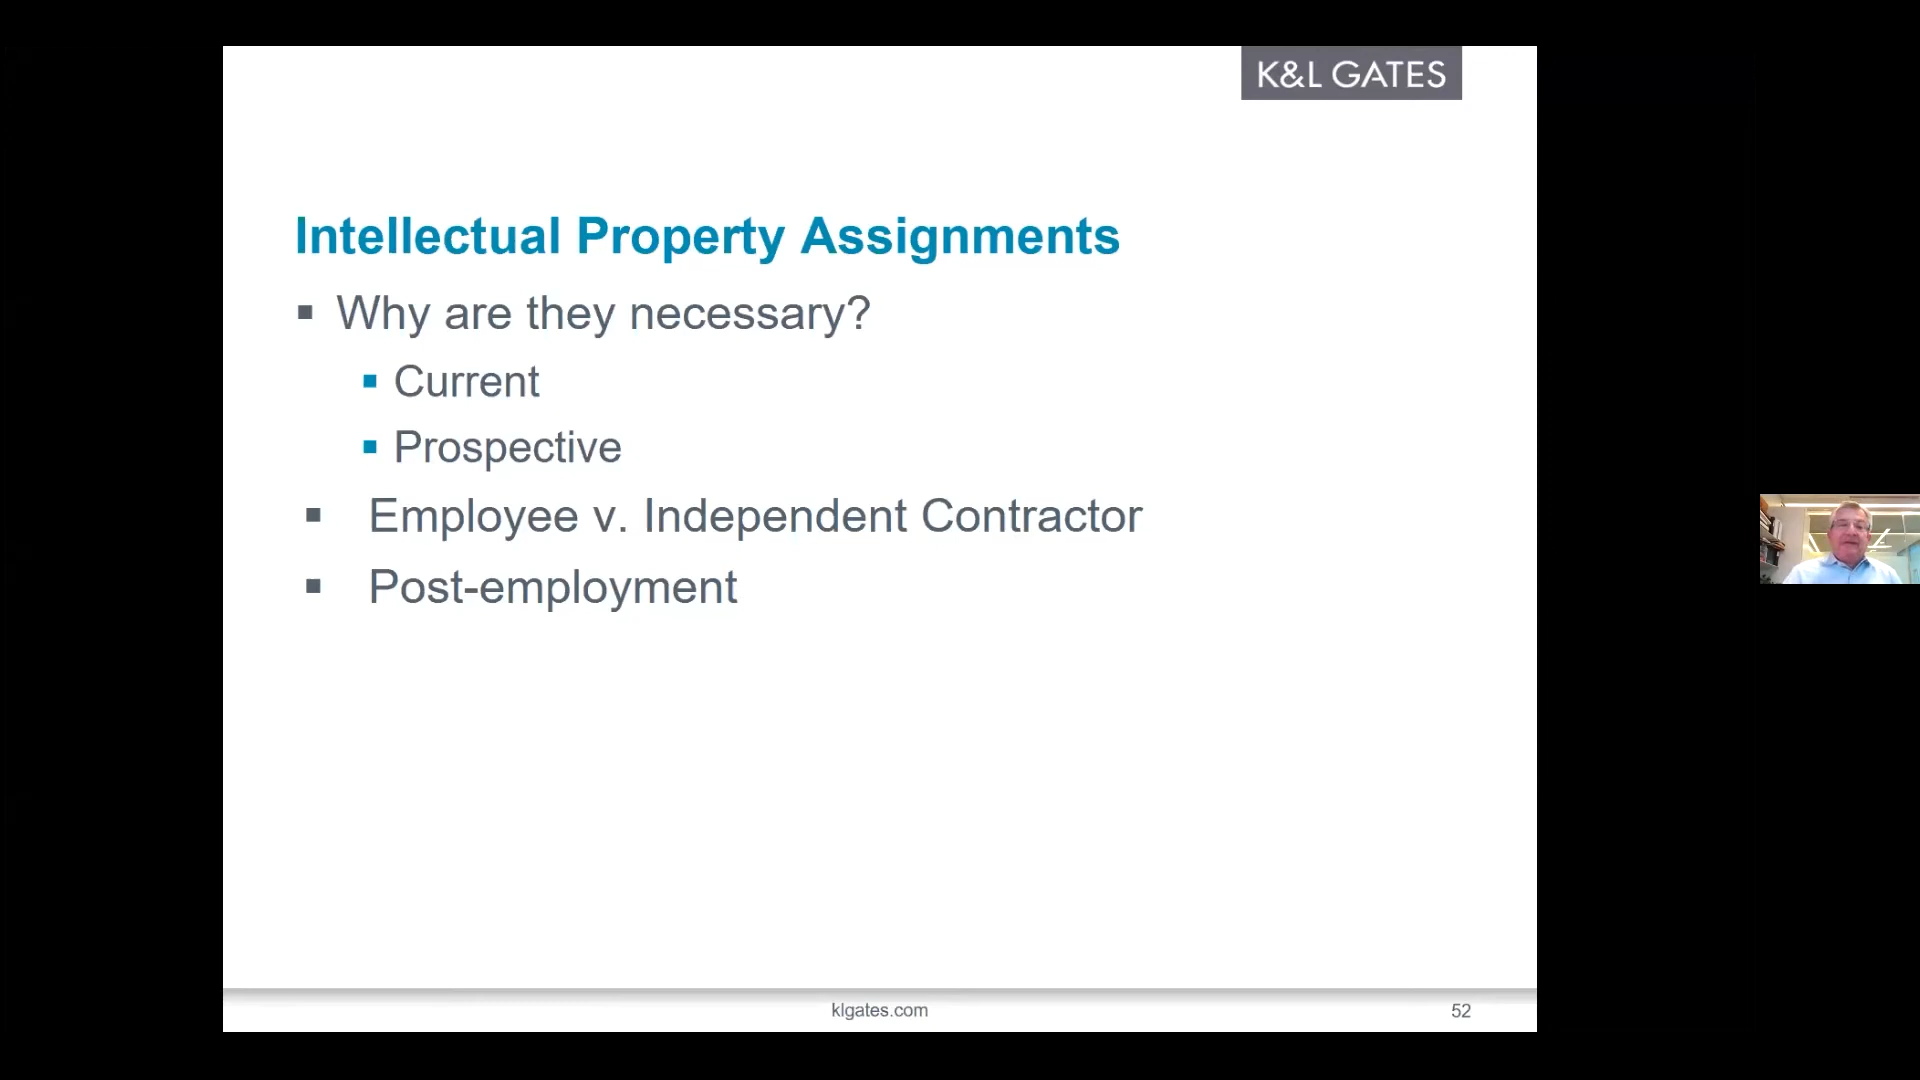 K&L GATES
Intellectual Property Assignments
▪ Why are they necessary?
▪ Current
▪ Prospective
▪ Employee v. Independent Contractor
▪ Post-employment
klgates.com
52